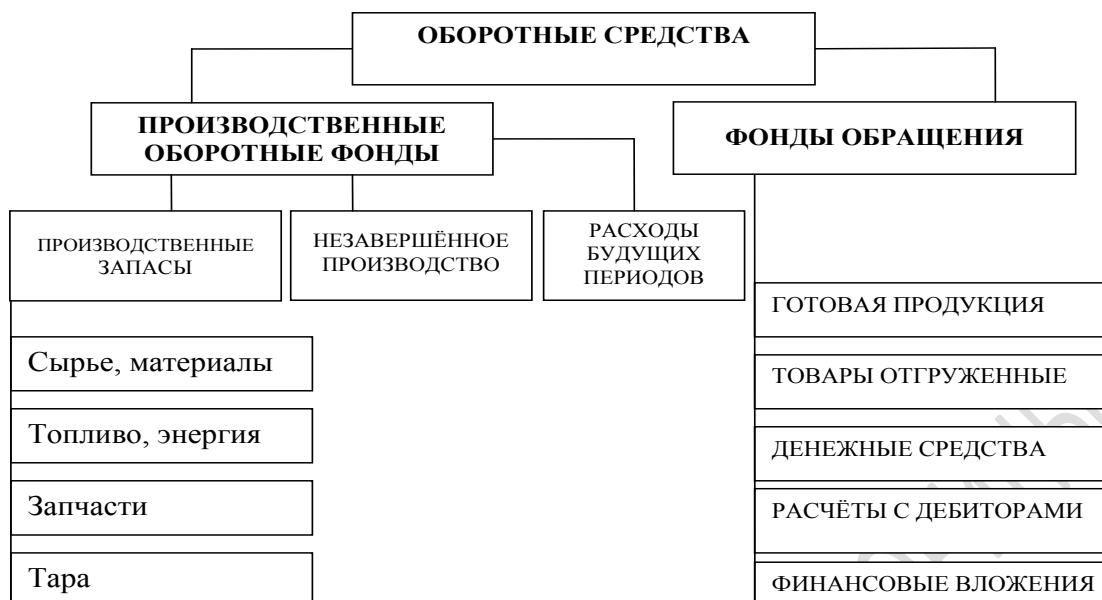 ОБОРОТНЫЕ СРЕДСТВА
ПРОИЗВОДСТВЕННЫЕ
ОБОРОТНЫЕ ФОНДЫ
ФОНДЫ ОБРАЩЕНИЯ
ПРОИЗВОДСТВЕННЫЕ
ЗАПАСЫ
НЕЗАВЕРШЁННОЕ
ПРОИЗВОДСТВО
РАСХОДЫ
БУДУЩИХ
ПЕРИОДОВ
Сырье, материалы
Топливо, энергия
Запчасти
Тара
ГОТОВАЯ ПРОДУКЦИЯ
ТОВАРЫ ОТГРУЖЕННЫЕ
ДЕНЕЖНЫЕ СРЕДСТВА
РАСЧЁТЫ С ДЕБИТОРАМИ
ФИНАНСОВЫЕ ВЛОЖЕНИЯ